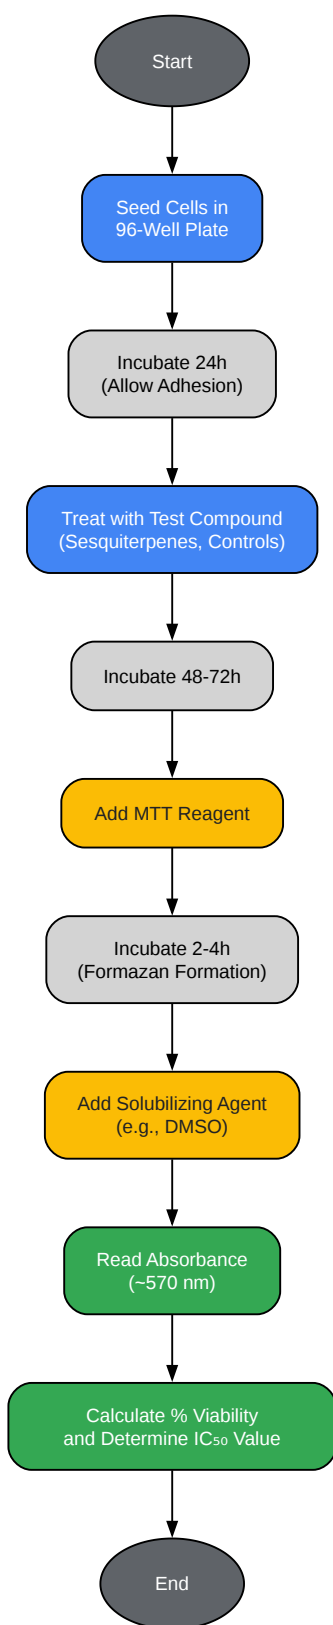 Start
Seed Cells in
96-Well Plate
Incubate 24h
(Allow Adhesion)
Treat with Test Compound
(Sesquiterpenes, Controls)
Incubate 48-72h
Add MTT Reagent
Incubate 2-4h
(Formazan Formation)
Add Solubilizing Agent
(e.g., DMSO)
Read Absorbance
(~570 nm)
Calculate % Viability
and Determine IC₅₀ Value
End